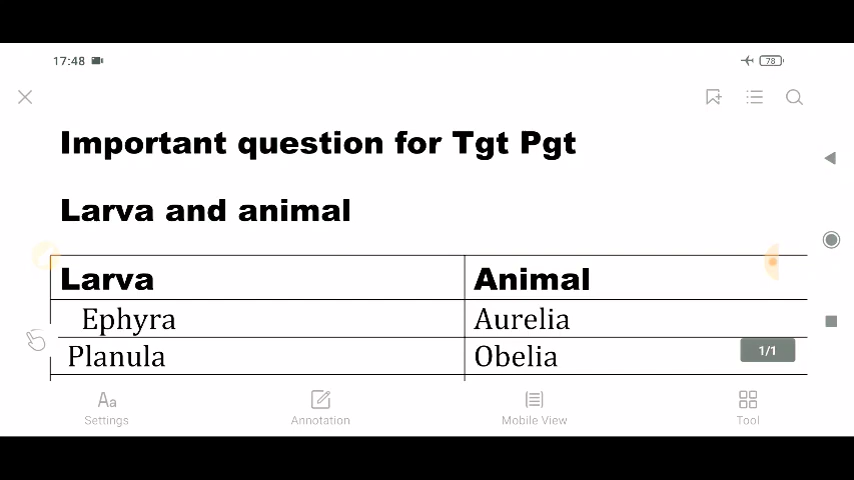 17:48
78
Important question for Tgt Pgt
Larva and animal
Larva Animal
Ephyra Aurelia
Planula Obelia
1/1
Aa
Settings Annotation Mobile View Tool